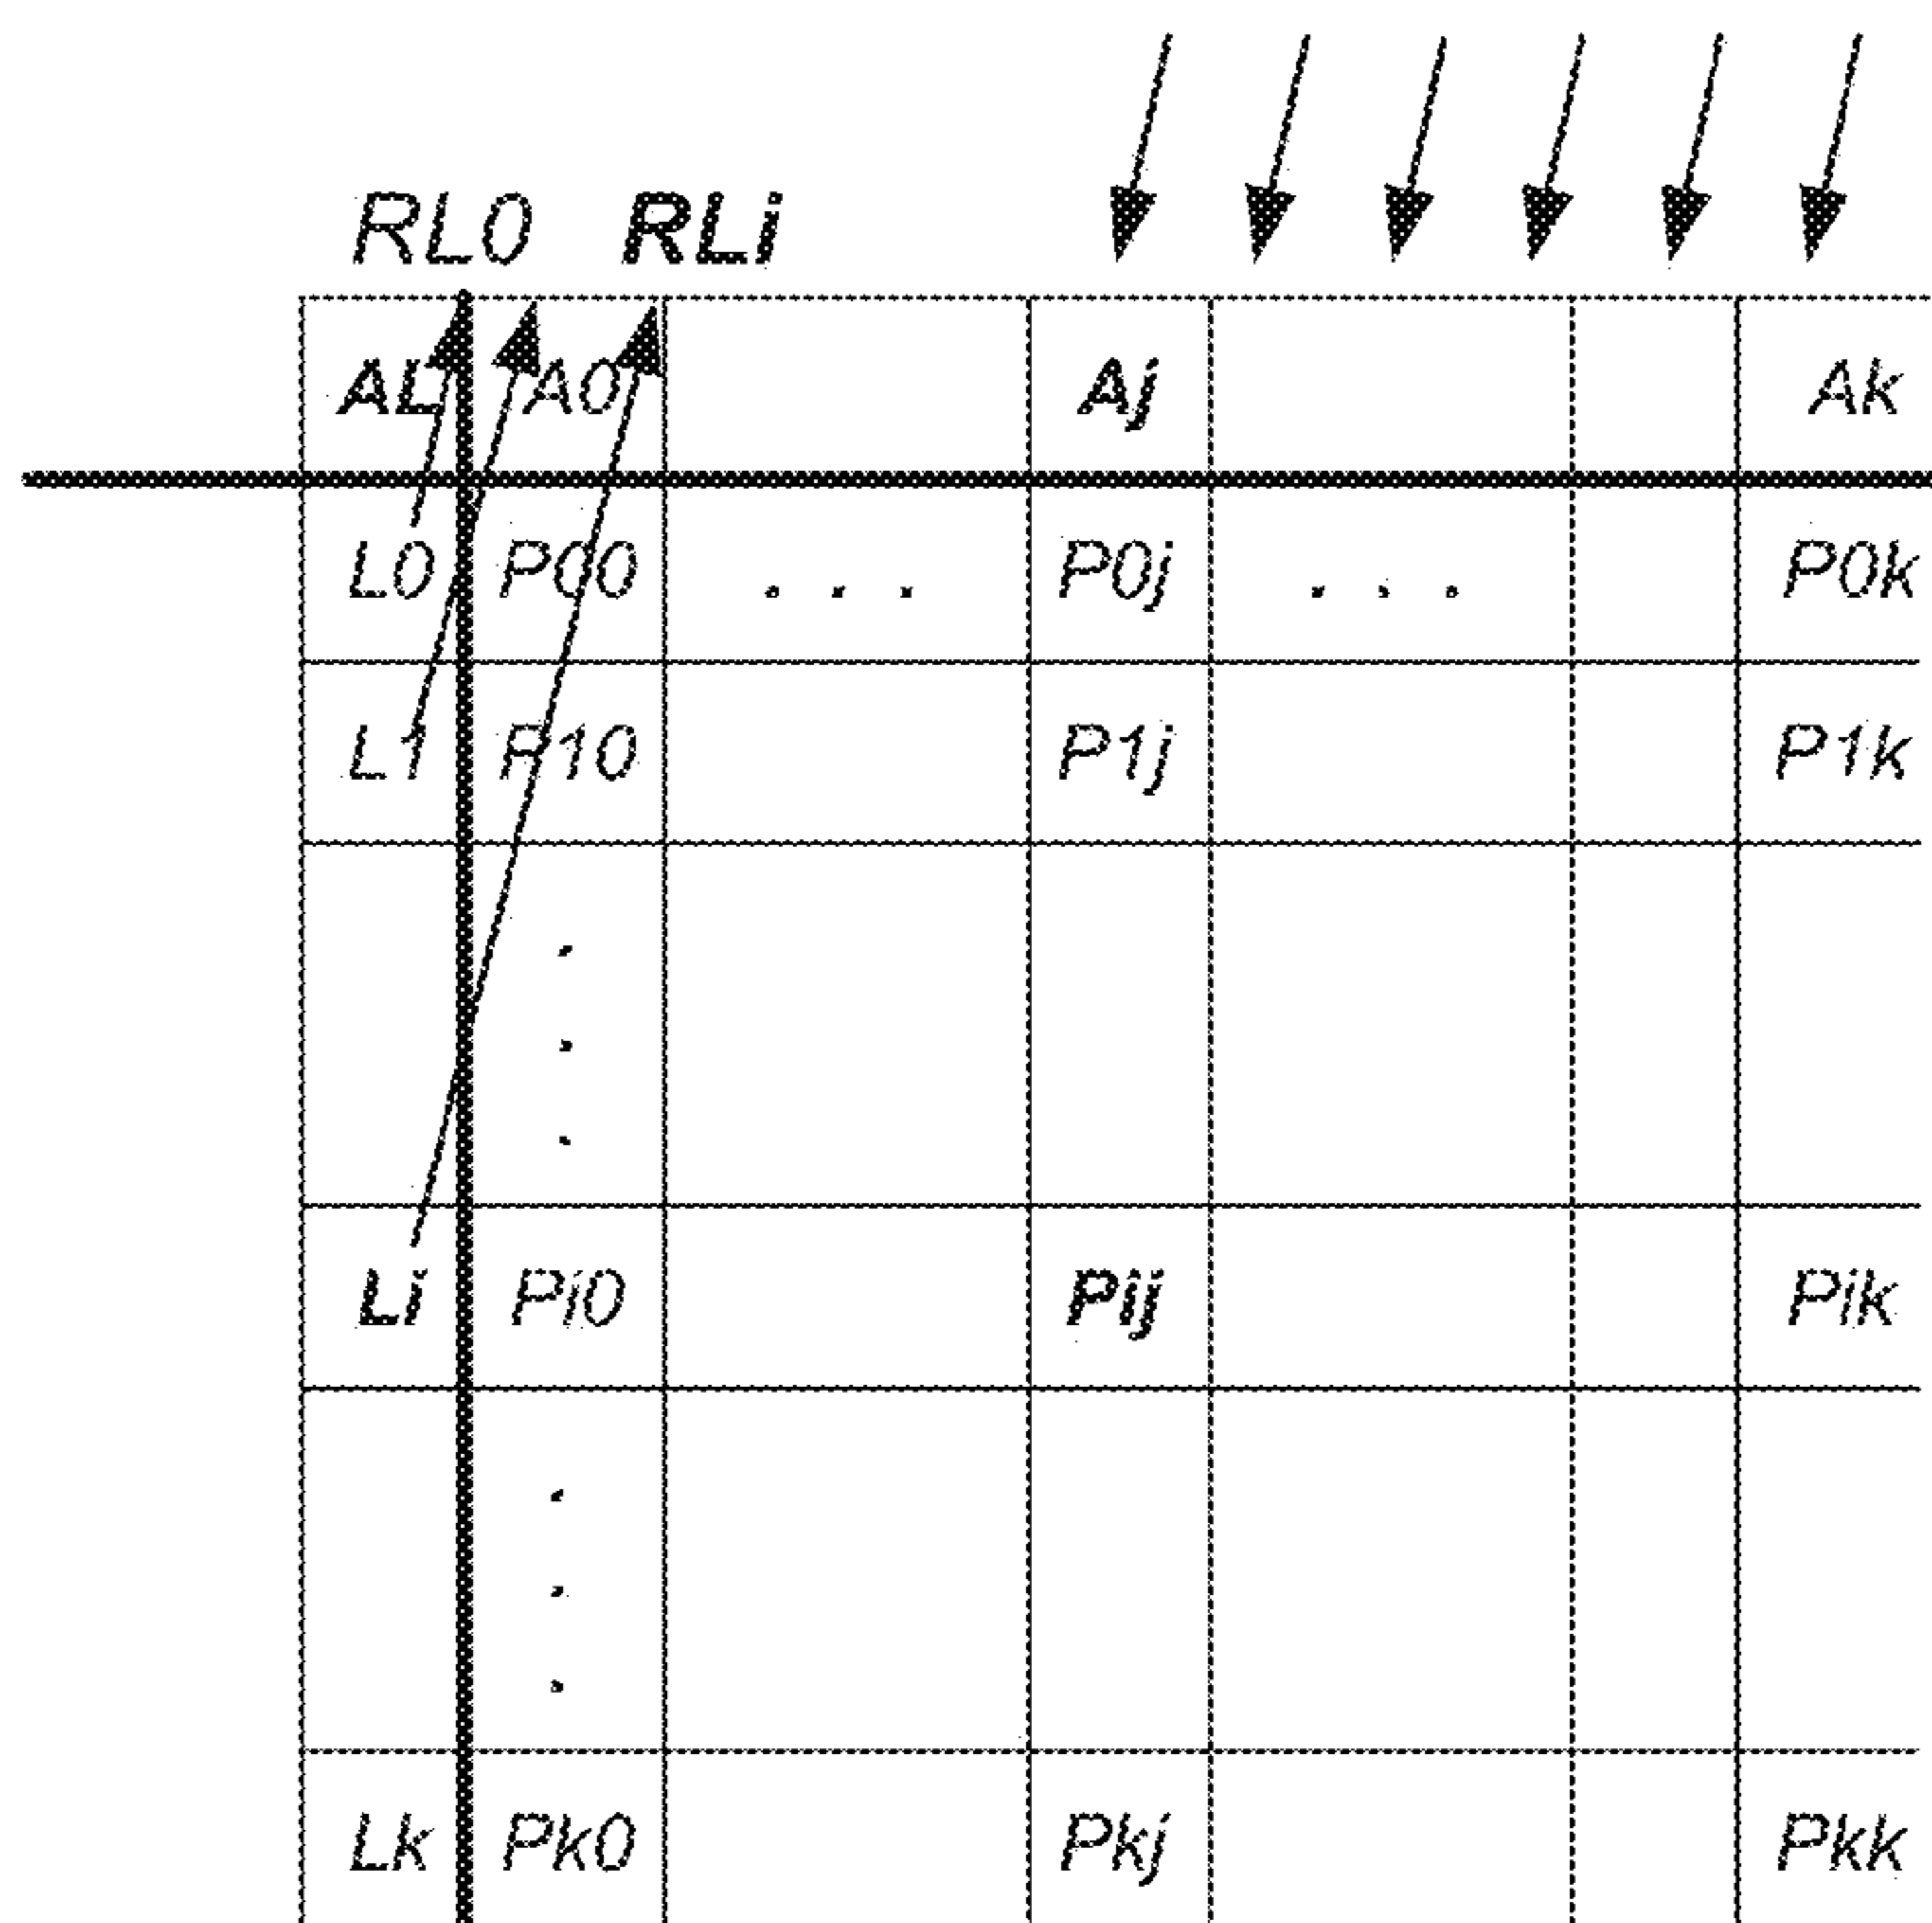 RL0 RLi
AL A0 Aj Ak
L0 P00 . . . P0j . . . P0k
L1 P10 P1j P1k
.
.
.
Li Pi0 Pij Pik
.
.
.
Lk Pk0 Pkj Pkk